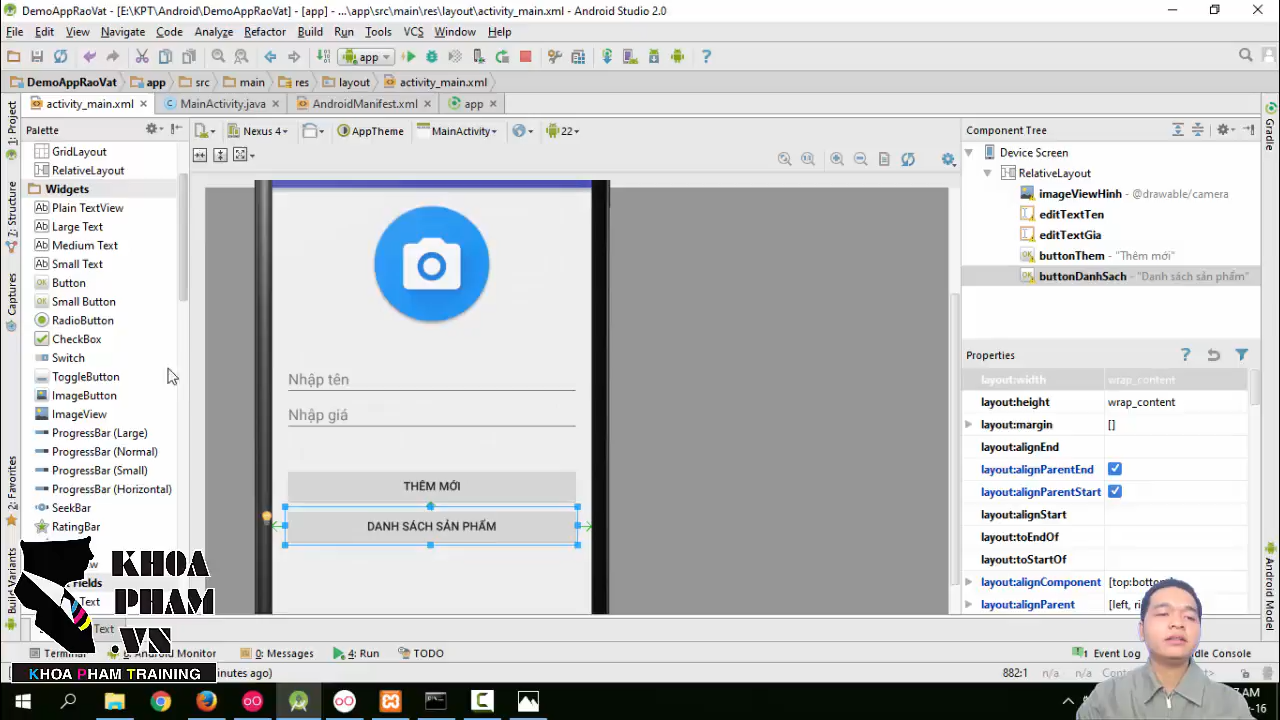 DemoAppRaoVat - [E:\KPT\Android\DemoAppRaoVat] - [app] - ...\app\src\main\res\layout\activity_main.xml - Android Studio 2.0
File Edit View Navigate Code Analyze Refactor Build Run Tools VCS Window Help
app
DemoAppRaoVat app src main res layout activity_main.xml
activity_main.xml MainActivity.java AndroidManifest.xml app
Palette
Nexus 4 AppTheme MainActivity 22
Component Tree
GridLayout
RelativeLayout
Widgets
Plain TextView
Large Text
Medium Text
Small Text
Button
Small Button
RadioButton
CheckBox
Switch
ToggleButton
ImageButton
ImageView
ProgressBar (Large)
ProgressBar (Normal)
ProgressBar (Small)
ProgressBar (Horizontal)
SeekBar
RatingBar
Fields
Text
Nhập tên
Nhập giá
THÊM MỚI
DANH SÁCH SẢN PHẨM
Device Screen
RelativeLayout
imageViewHinh - @drawable/camera
editTextTen
editTextGia
buttonThem - "Thêm mới"
buttonDanhSach - "Danh sách sản phẩm"
Properties
layout:width wrap_content
layout:height wrap_content
layout:margin []
layout:alignEnd
layout:alignParentEnd
layout:alignParentStart
layout:alignStart
layout:toEndOf
layout:toStartOf
layout:alignComponent [top:bottom
layout:alignParent [left, ri
1: Project
7: Structure
Captures
2: Favorites
Build Variants
Gradle
Android Model
Text
Terminal 6: Android Monitor 0: Messages 4: Run TODO
1 Event Log Gradle Console
minutes ago)
882:1 n/a n/a
KHOA
PHAM
.VN
KHOA PHAM TRAINING